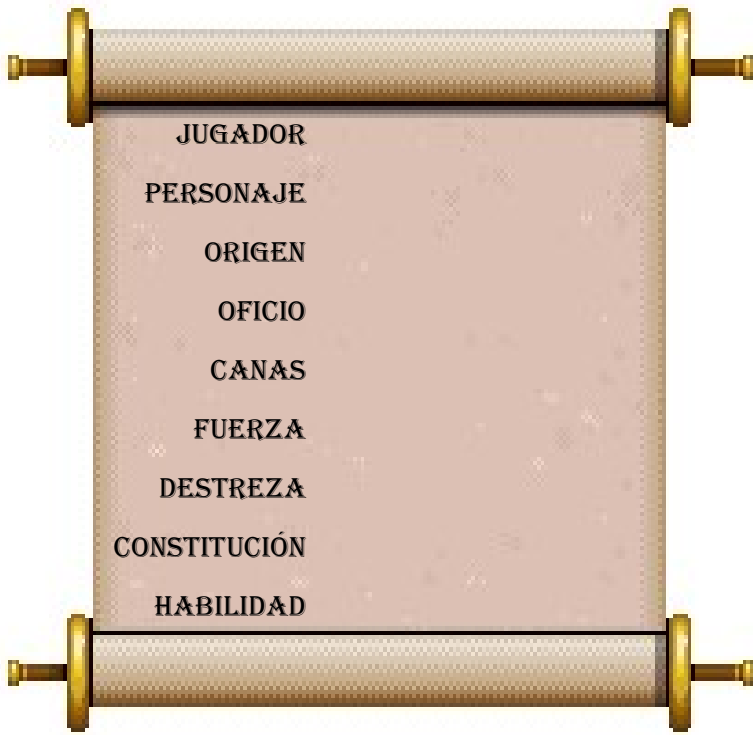 JUGADOR
PERSONAJE
ORIGEN
OFICIO
CANAS
FUERZA
DESTREZA
CONSTITUCIÓN
HABILIDAD